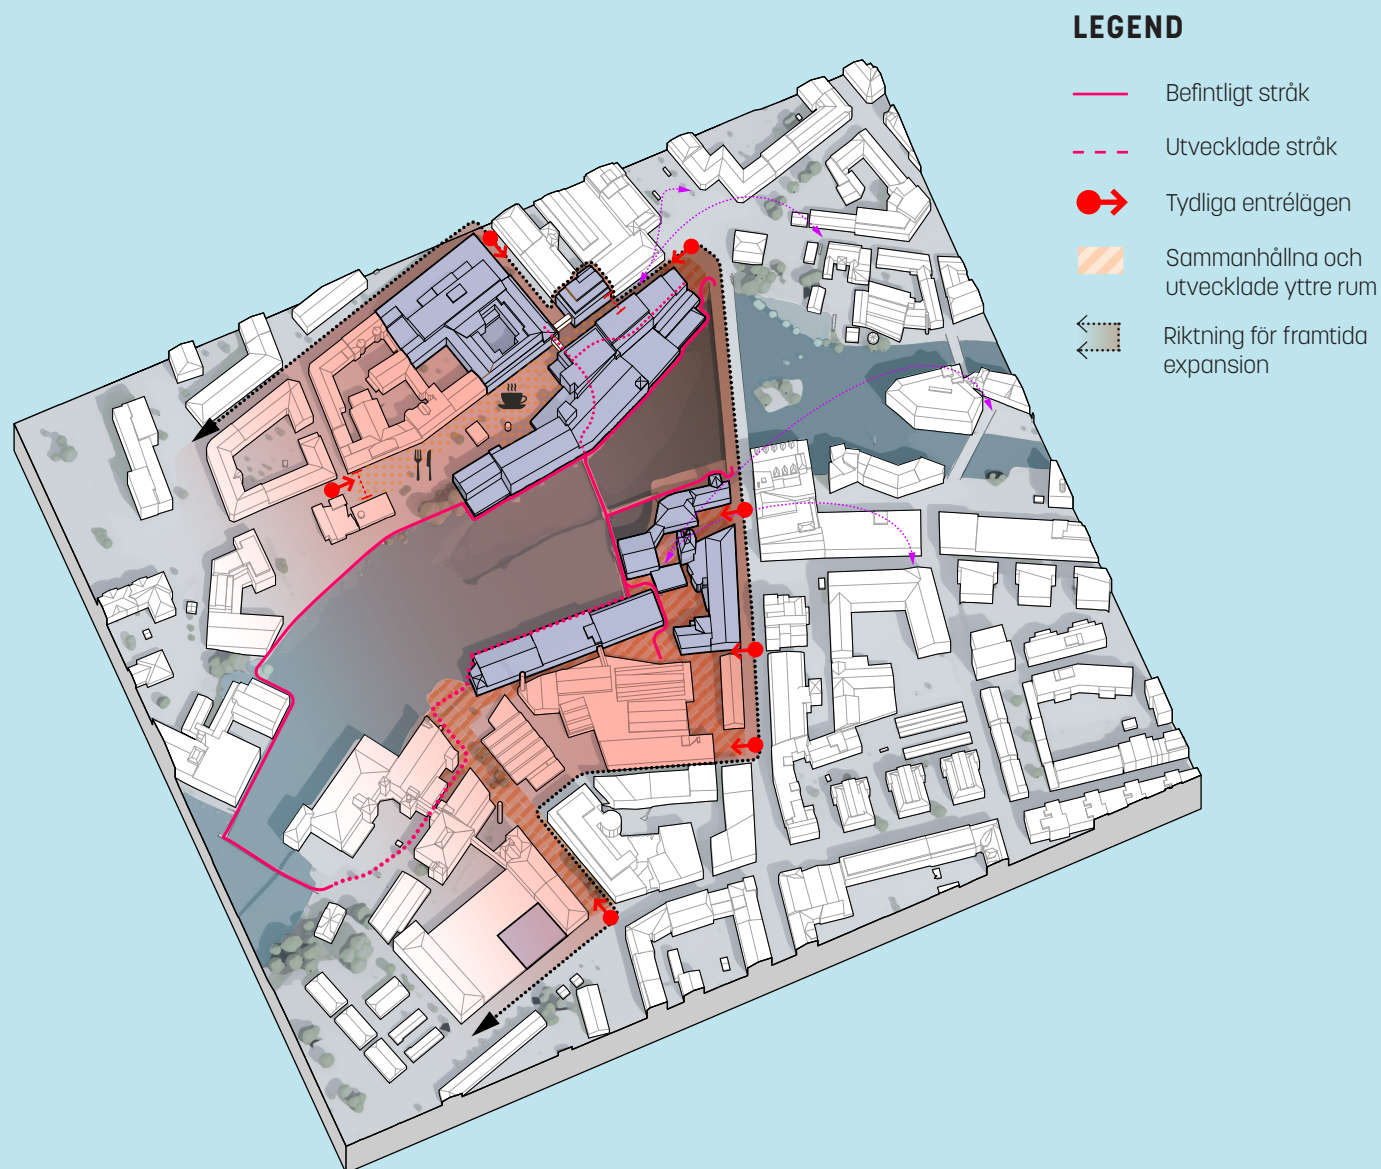 LEGEND
Befintligt stråk
Utvecklade stråk
Tydliga entrélägen
Sammanhållna och
utvecklade yttre rum
Riktning för framtida
expansion